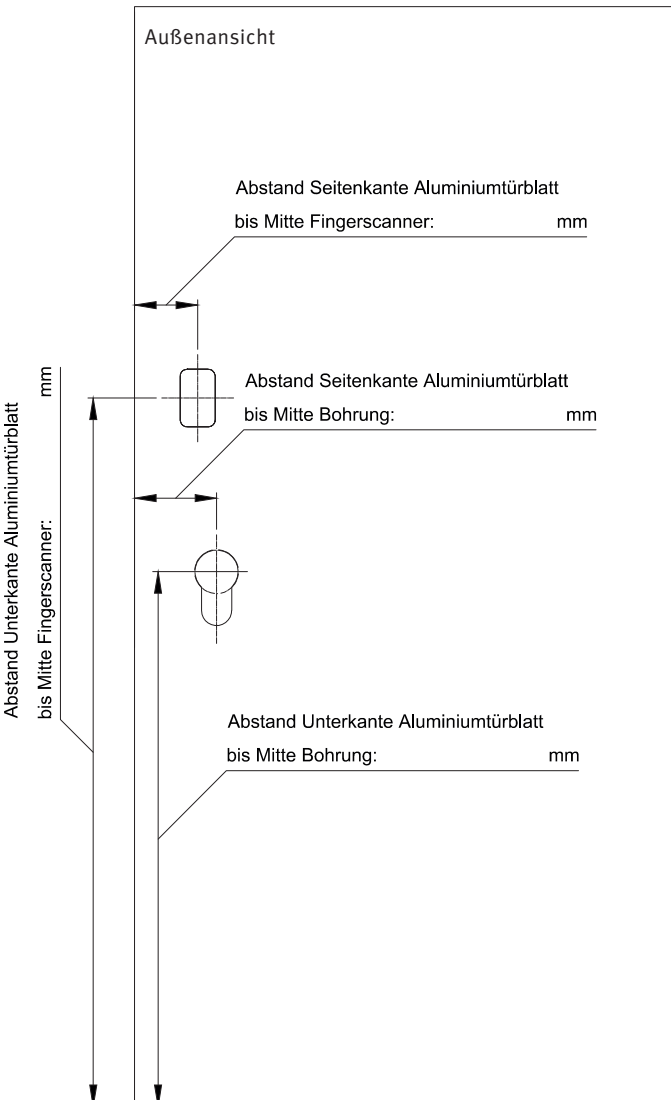 Außenansicht
Abstand Seitenkante Aluminiumtürblatt
bis Mitte Fingerscanner: mm
Abstand Seitenkante Aluminiumtürblatt
bis Mitte Bohrung: mm
Abstand Unterkante Aluminiumtürblatt
bis Mitte Fingerscanner: mm
Abstand Unterkante Aluminiumtürblatt
bis Mitte Bohrung: mm